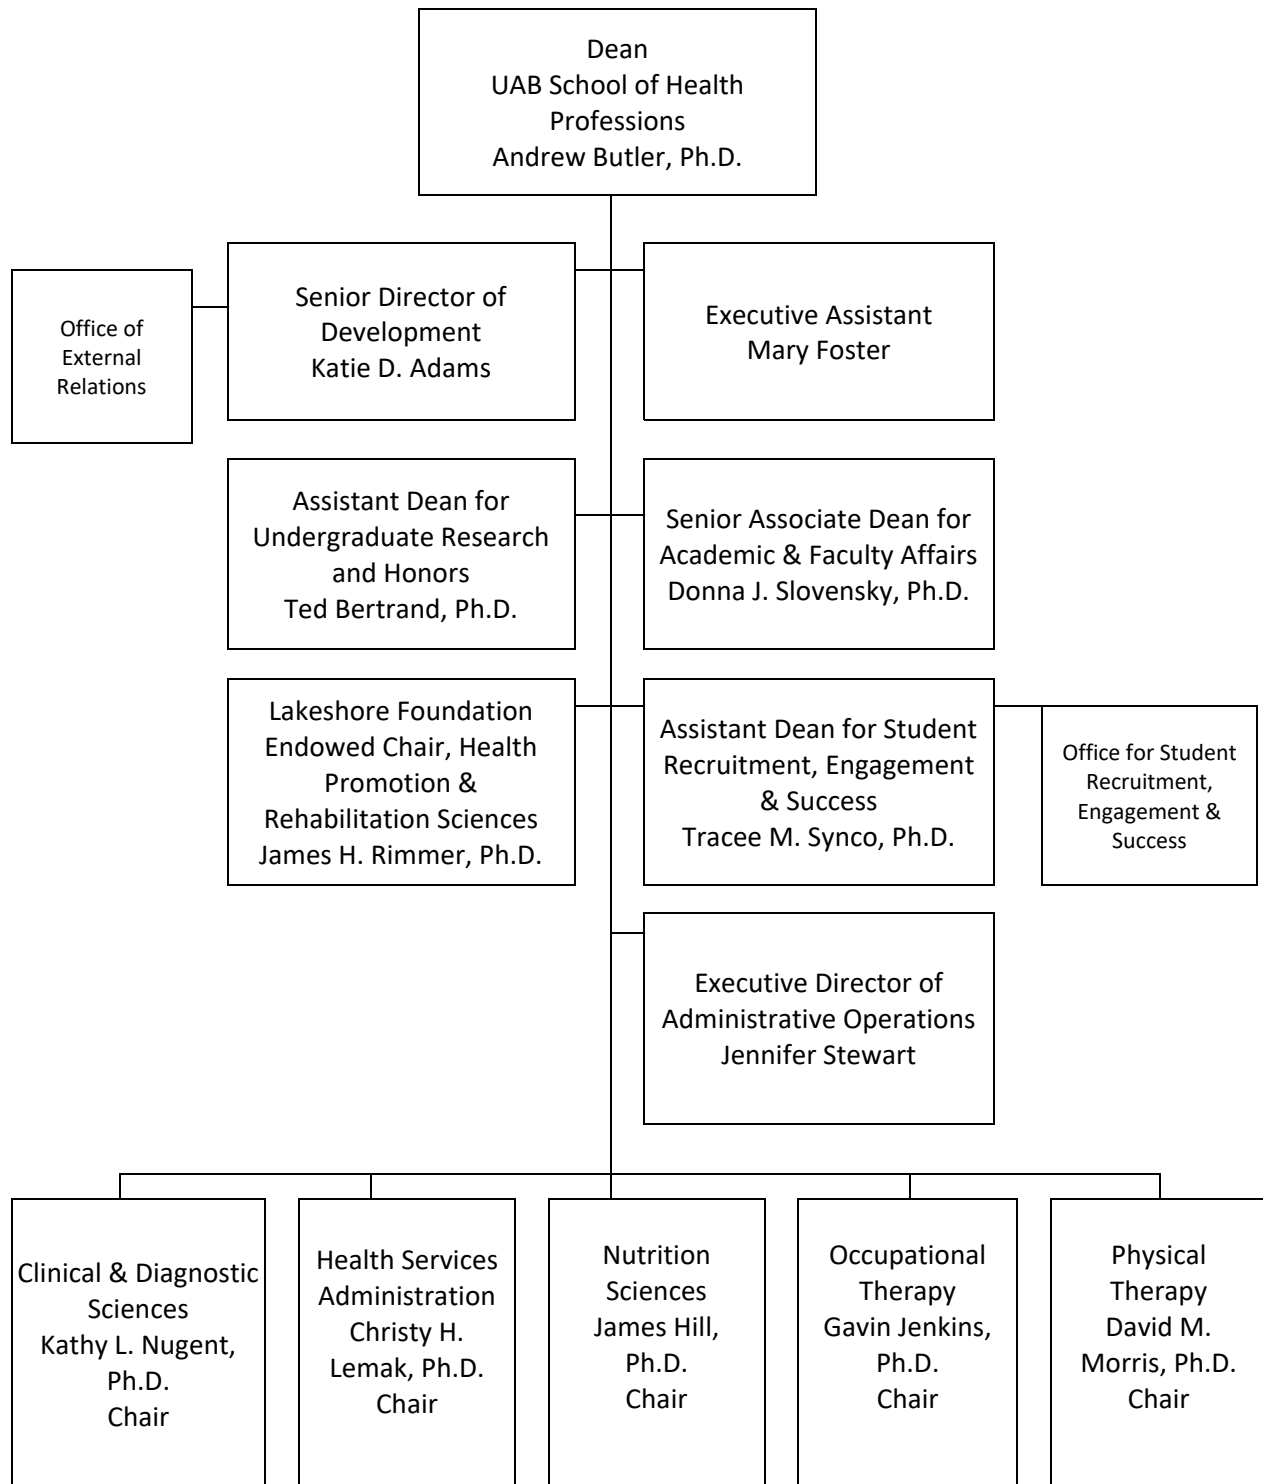 Dean
UAB School of Health
Professions
Andrew Butler, Ph.D.
Office of
External
Relations
Senior Director of
Development
Katie D. Adams
Executive Assistant
Mary Foster
Assistant Dean for
Undergraduate Research
and Honors
Ted Bertrand, Ph.D.
Senior Associate Dean for
Academic & Faculty Affairs
Donna J. Slovensky, Ph.D.
Lakeshore Foundation
Endowed Chair, Health
Promotion &
Rehabilitation Sciences
James H. Rimmer, Ph.D.
Assistant Dean for Student
Recruitment, Engagement
& Success
Tracee M. Synco, Ph.D.
Office for Student
Recruitment,
Engagement &
Success
Executive Director of
Administrative Operations
Jennifer Stewart
Clinical & Diagnostic
Sciences
Kathy L. Nugent,
Ph.D.
Chair
Health Services
Administration
Christy H.
Lemak, Ph.D.
Chair
Nutrition
Sciences
James Hill,
Ph.D.
Chair
Occupational
Therapy
Gavin Jenkins,
Ph.D.
Chair
Physical
Therapy
David M.
Morris, Ph.D.
Chair